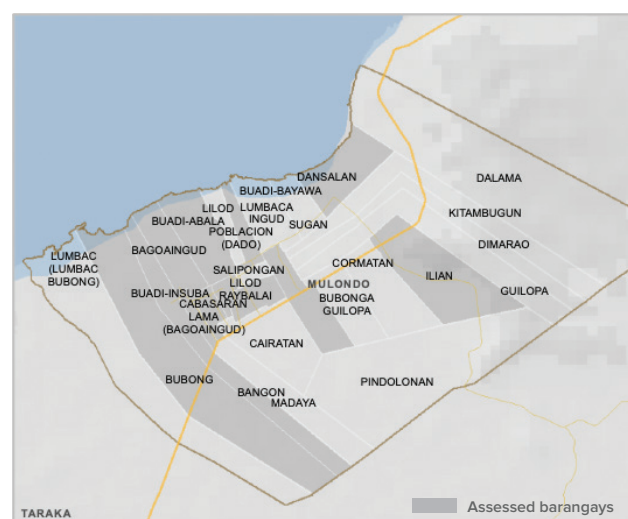 DANSALAN
DALAMA
BUADI-BAYAWA
LILOD
LUMBACA
INGUD
KITAMBUGUN
BUADI-ABALA
SUGAN
POBLACION
(DADO)
DIMARAO
BAGOAINGUD
LUMBAC
(LUMBAC
BUBONG)
CORMATAN
SALIPONGAN
LILOD
RAYBALAI
ILIAN
MULONDO
GUILOPA
BUADI-INSUBA
BUBONGA
GUILOPA
CABASARAN
LAMA
(BAGOAINGUD)
CAIRATAN
BUBONG
PINDOLONAN
BANGON
MADAYA
TARAKA
Assessed barangays